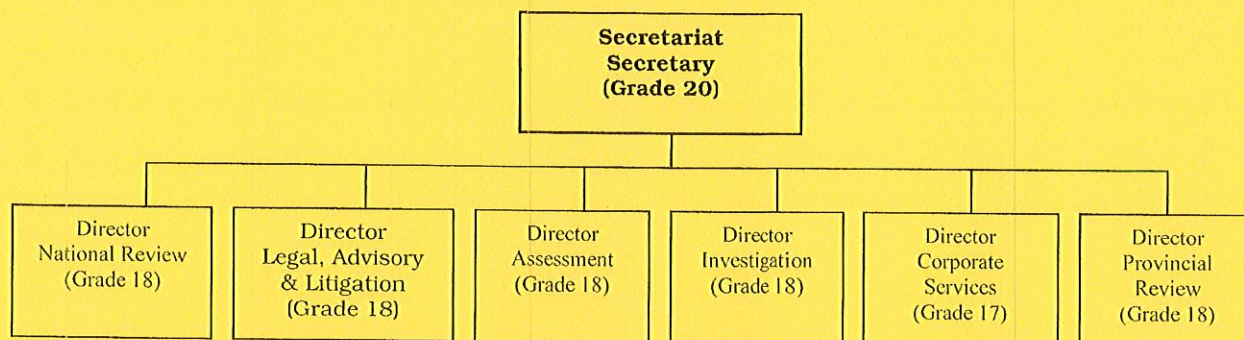 Secretariat
Secretary
(Grade 20)
Director
National Review
(Grade 18)
Director
Legal, Advisory
& Litigation
(Grade 18)
Director
Assessment
(Grade 18)
Director
Investigation
(Grade 18)
Director
Corporate
Services
(Grade 17)
Director
Provincial
Review
(Grade 18)